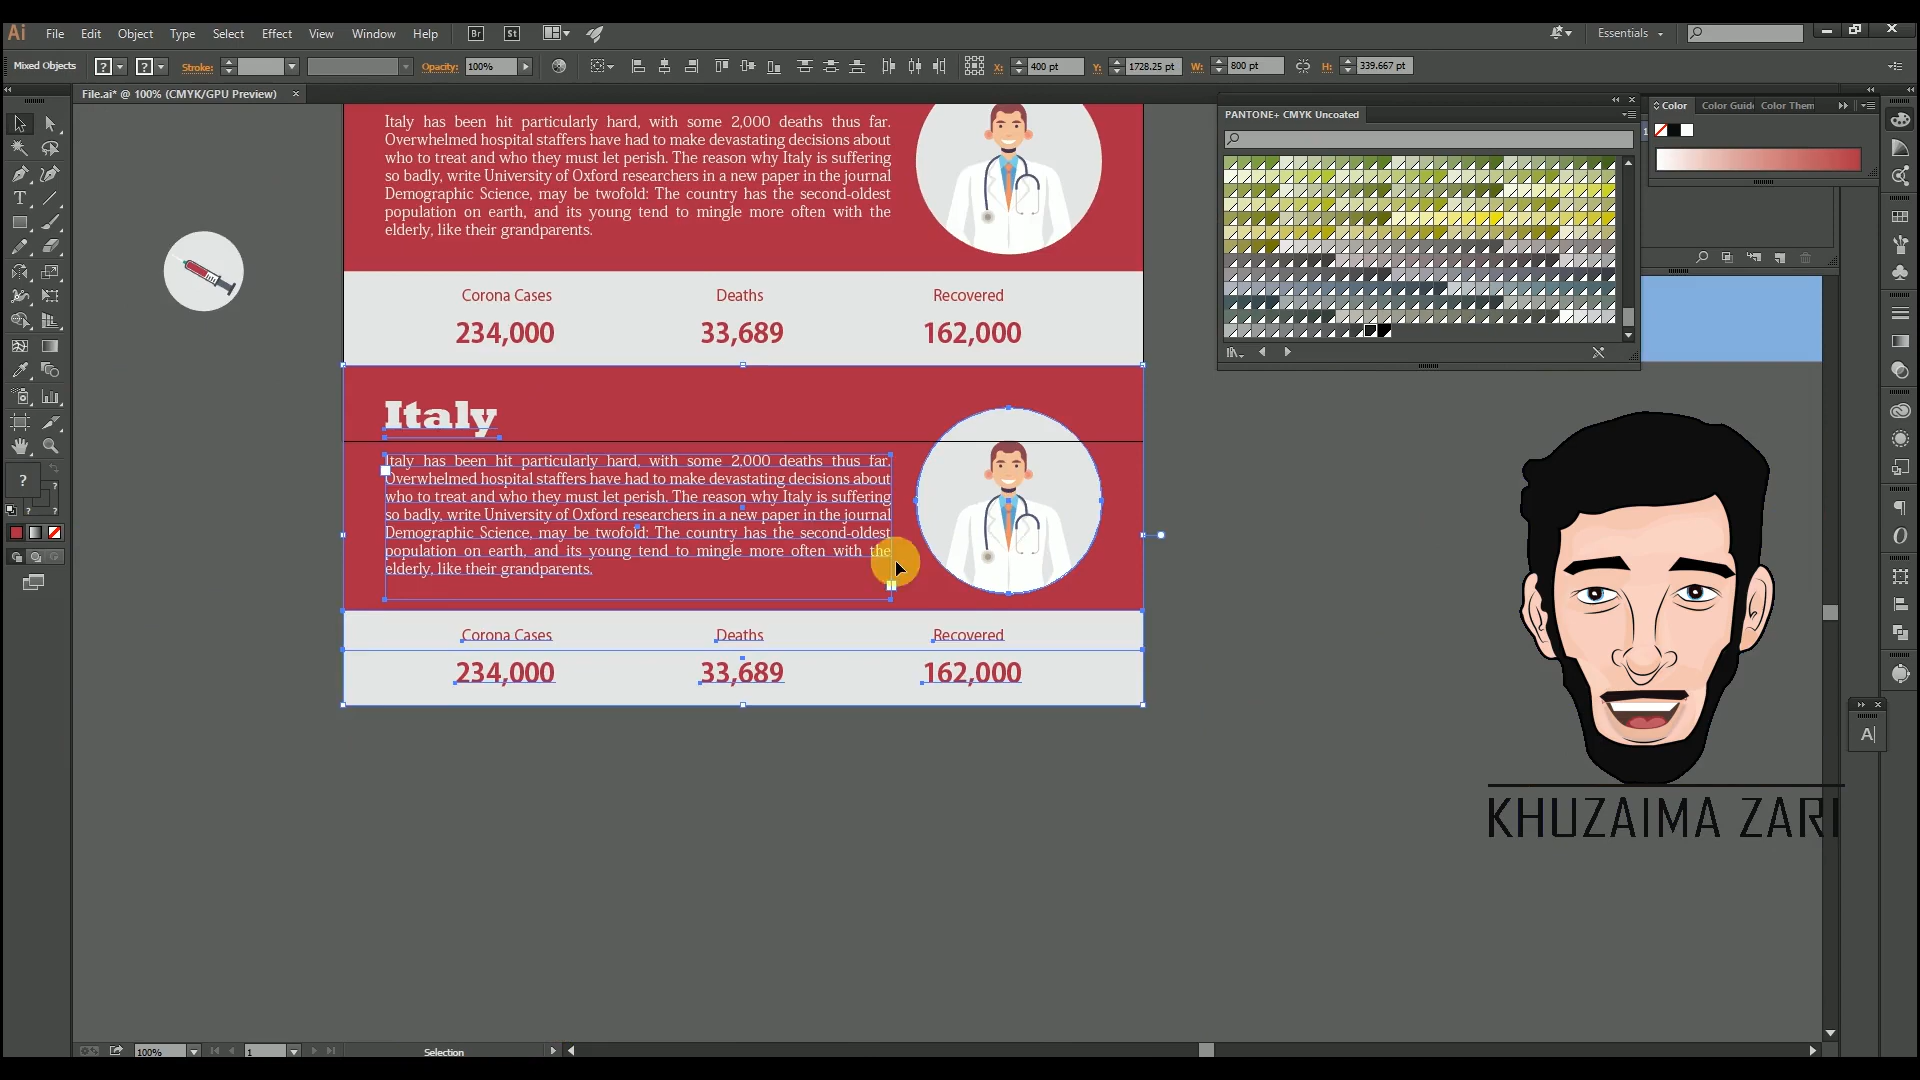 Ai File Edit Object Type Select Effect View Window Help Br St Essentials
Mixed Objects ? ? Stroke: Opacity: 100% X: 400 pt Y: 1728.25 pt W: 800 pt H: 339.667 pt
File.ai* @ 100% (CMYK/GPU Preview) ×
PANTONE+ CMYK Uncoated
Color Color Guid Color Them
Italy has been hit particularly hard, with some 2,000 deaths thus far.
Overwhelmed hospital staffers have had to make devastating decisions about
who to treat and who they must let perish. The reason why Italy is suffering
so badly, write University of Oxford researchers in a new paper in the journal
Demographic Science, may be twofold: The country has the second-oldest
population on earth, and its young tend to mingle more often with the
elderly, like their grandparents.
Corona Cases Deaths Recovered
234,000 33,689 162,000
Italy
Italy has been hit particularly hard, with some 2,000 deaths thus far.
Overwhelmed hospital staffers have had to make devastating decisions about
who to treat and who they must let perish. The reason why Italy is suffering
so badly, write University of Oxford researchers in a new paper in the journal
Demographic Science, may be twofold: The country has the second-oldest
population on earth, and its young tend to mingle more often with the
elderly, like their grandparents.
Corona Cases Deaths Recovered
234,000 33,689 162,000
KHUZAIMA ZARI
100% 1 Selection